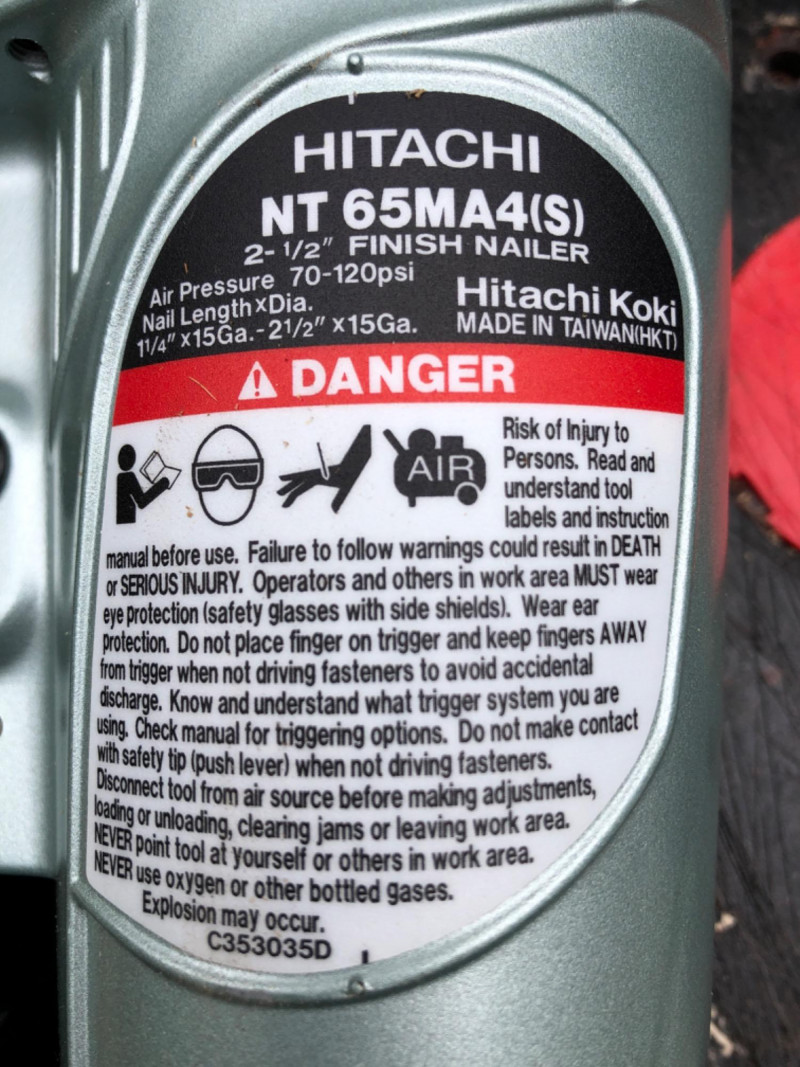 HITACHI
NT 65MA4(S)
2-1/2" FINISH NAILER
Air Pressure 70-120psi
Nail Length x Dia.
1 1/4" x 15Ga. - 2 1/2" x 15Ga.
Hitachi Koki
MADE IN TAIWAN(HKT)
DANGER
AIR
Risk of Injury to
Persons. Read and
understand tool
labels and instruction
manual before use. Failure to follow warnings could result in DEATH
or SERIOUS INJURY. Operators and others in work area MUST wear
eye protection (safety glasses with side shields). Wear ear
protection. Do not place finger on trigger and keep fingers AWAY
from trigger when not driving fasteners to avoid accidental
discharge. Know and understand what trigger system you are
using. Check manual for triggering options. Do not make contact
with safety tip (push lever) when not driving fasteners.
Disconnect tool from air source before making adjustments,
loading or unloading, clearing jams or leaving work area.
NEVER point tool at yourself or others in work area.
NEVER use oxygen or other bottled gases.
Explosion may occur.
C353035D